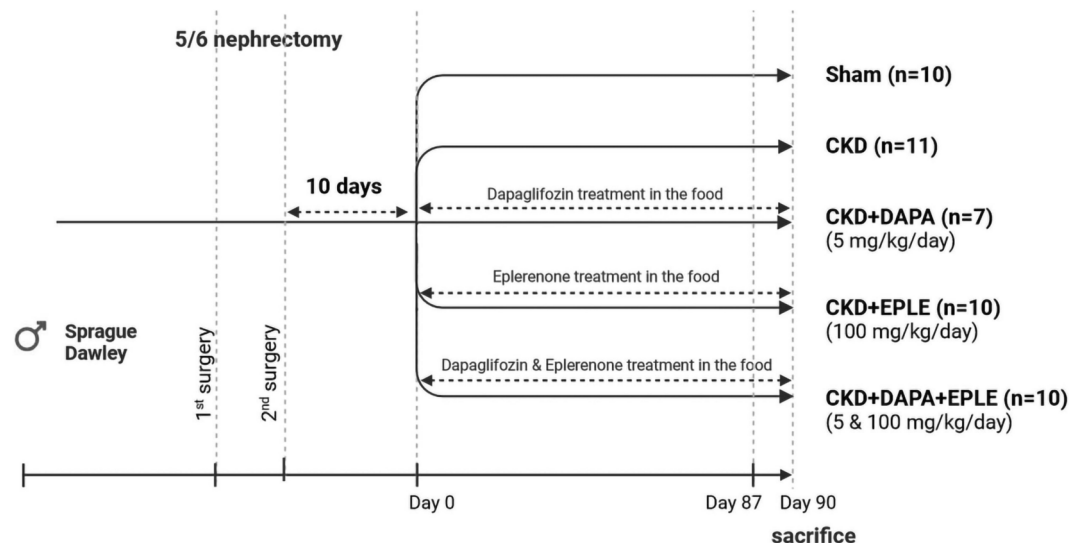 5/6 nephrectomy
Sham (n=10)
CKD (n=11)
10 days
Dapaglifozin treatment in the food
CKD+DAPA (n=7)
(5 mg/kg/day)
Eplerenone treatment in the food
CKD+EPLE (n=10)
(100 mg/kg/day)
Sprague
Dawley
1st surgery
2nd surgery
Dapaglifozin & Eplerenone treatment in the food
CKD+DAPA+EPLE (n=10)
(5 & 100 mg/kg/day)
Day 0
Day 87
Day 90
sacrifice